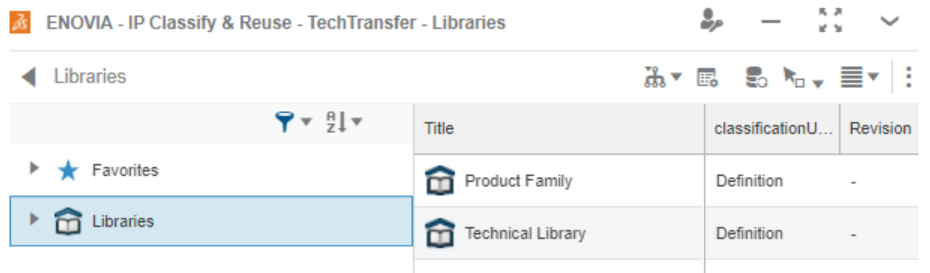 ENOVIA - IP Classify & Reuse - TechTransfer - Libraries
Libraries
Title classificationU... Revision
Favorites
Product Family Definition -
Libraries
Technical Library Definition -